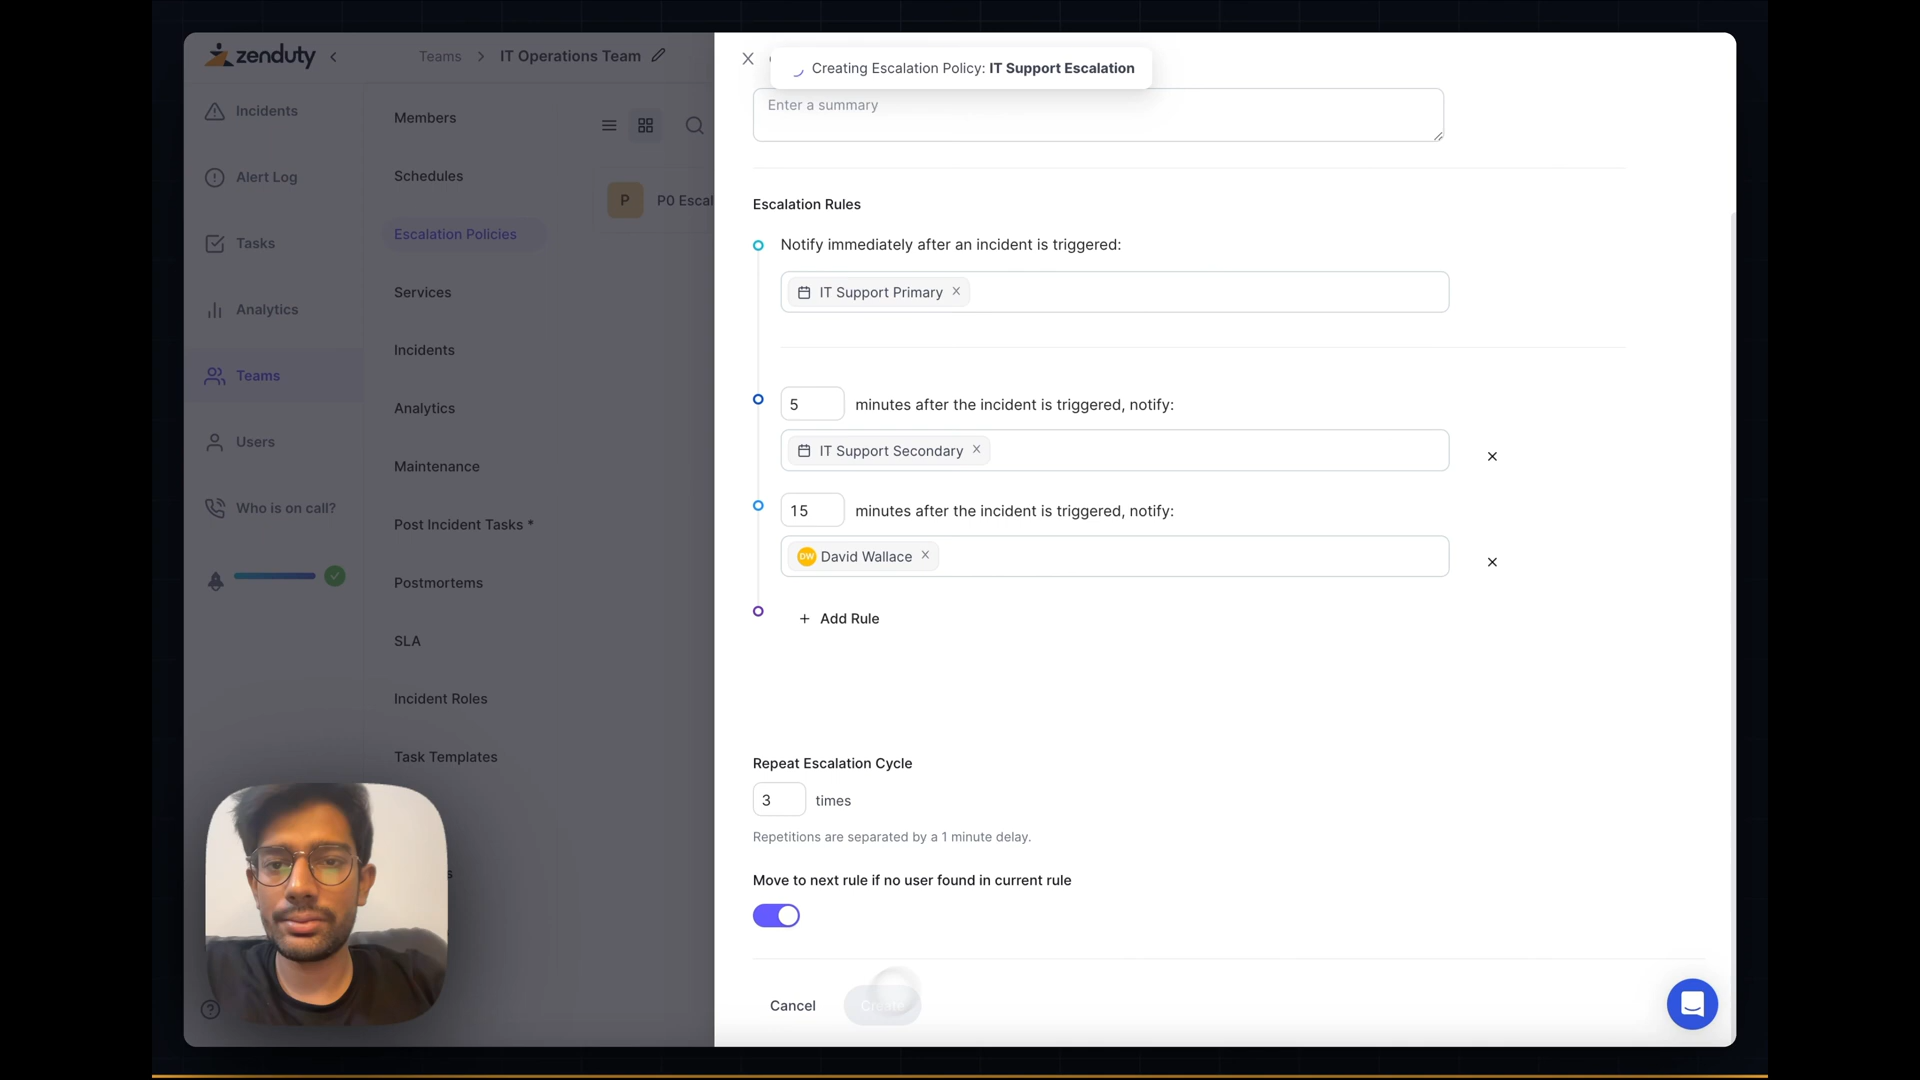 zenduty
Teams > IT Operations Team
Incidents
Alert Log
Tasks
Analytics
Teams
Users
Who is on call?
Members
Schedules
Escalation Policies
Services
Incidents
Analytics
Maintenance
Post Incident Tasks *
Postmortems
SLA
Incident Roles
Task Templates
P
P0 Escal
Creating Escalation Policy: IT Support Escalation
Enter a summary
Escalation Rules
Notify immediately after an incident is triggered:
IT Support Primary
5 minutes after the incident is triggered, notify:
IT Support Secondary
15 minutes after the incident is triggered, notify:
DW David Wallace
+ Add Rule
Repeat Escalation Cycle
3 times
Repetitions are separated by a 1 minute delay.
Move to next rule if no user found in current rule
Cancel
Create